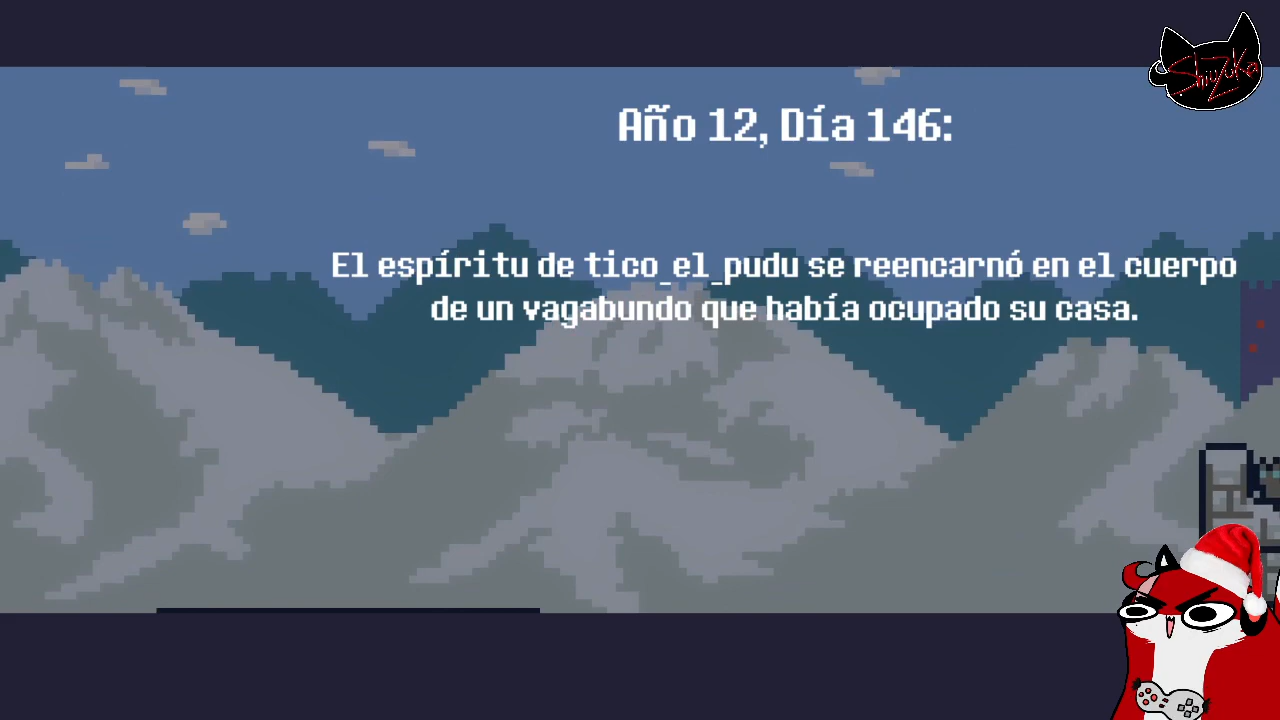 Shiizuka
Año 12, Día 146:
El espíritu de tico_el_pudu se reencarnó en el cuerpo
de un vagabundo que había ocupado su casa.